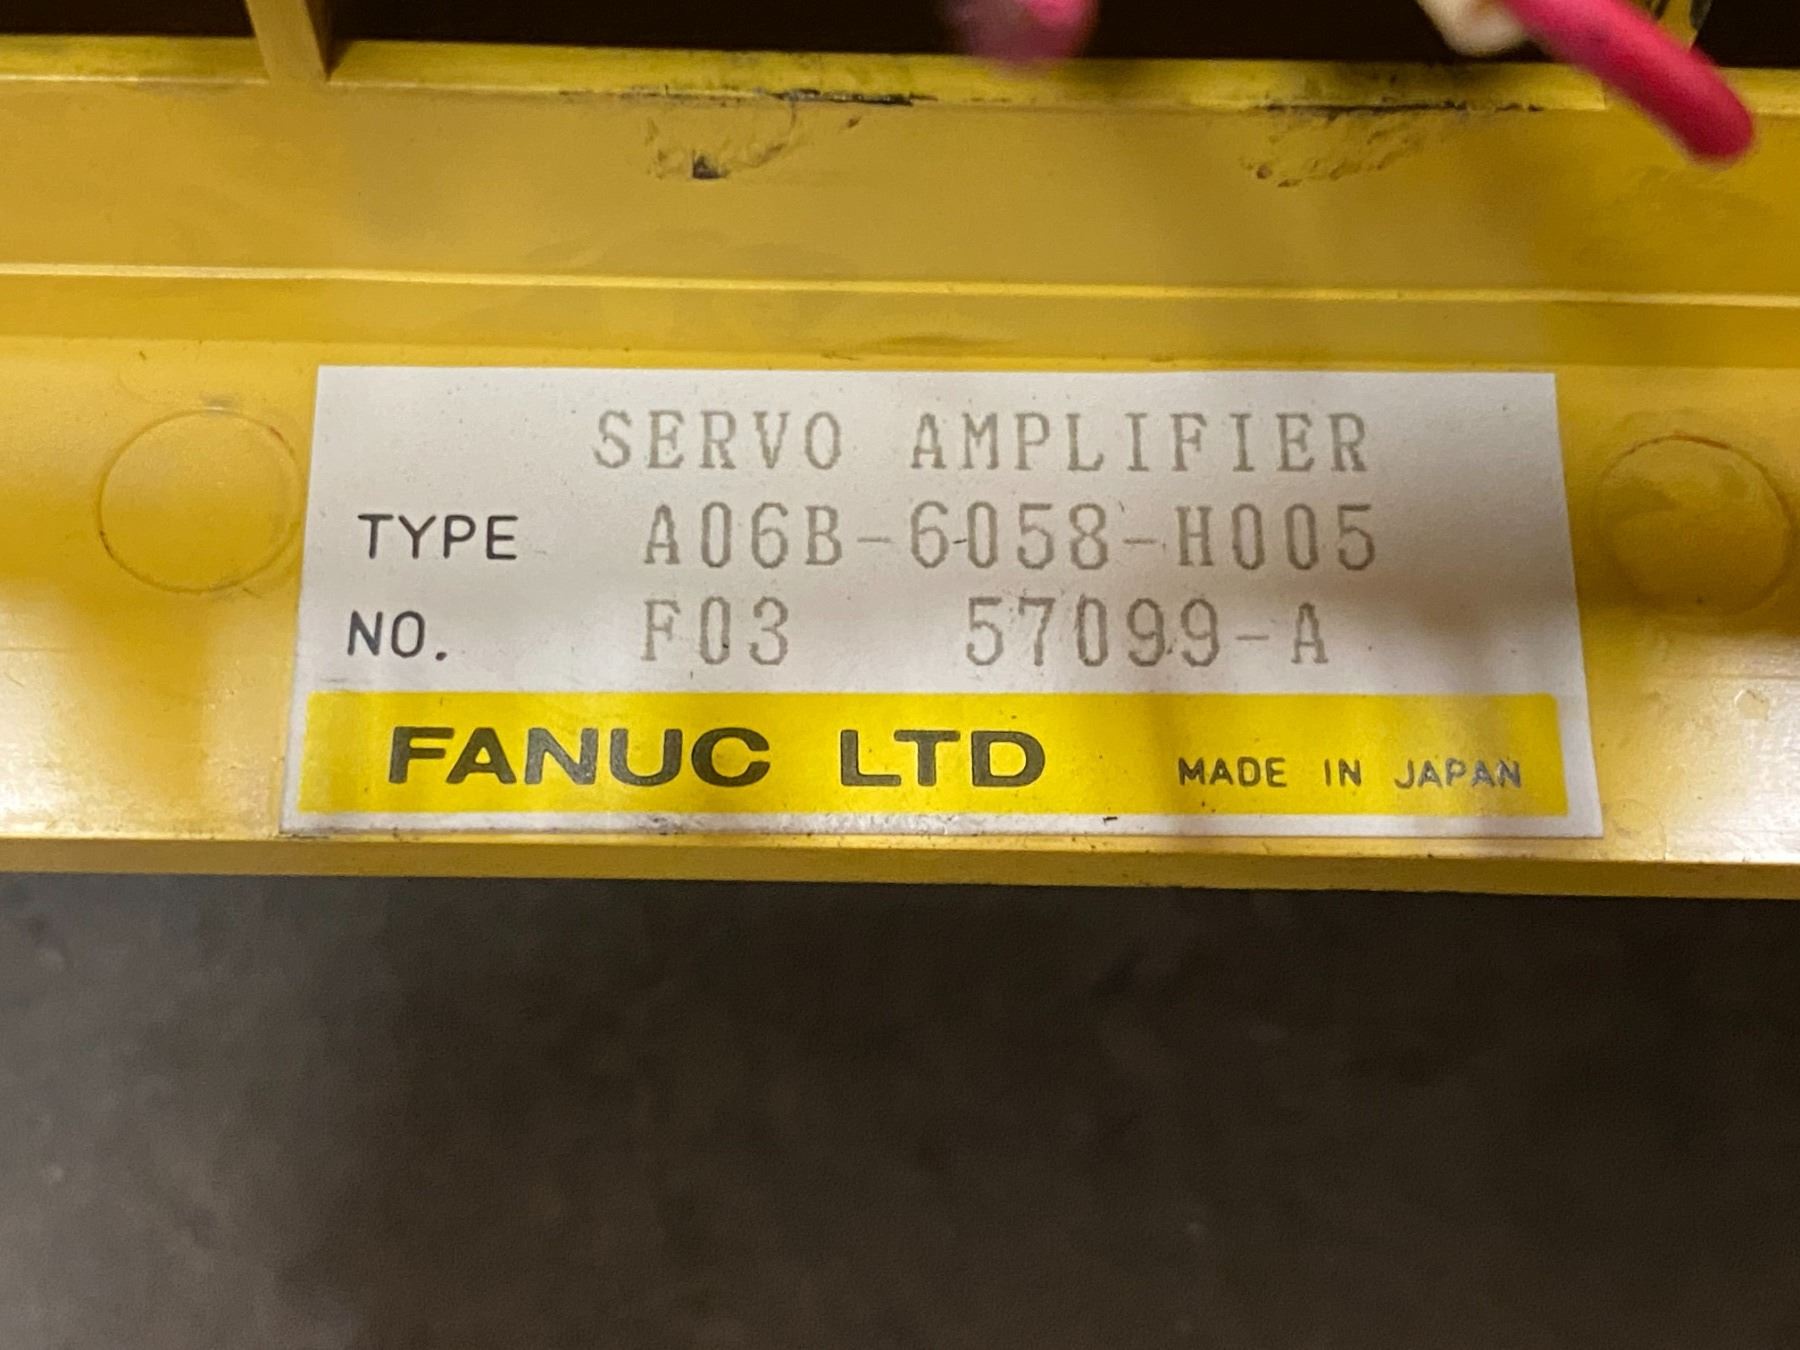 SERVO AMPLIFIER
TYPE A06B-6058-H005
NO. F03 57099-A
FANUC LTD MADE IN JAPAN